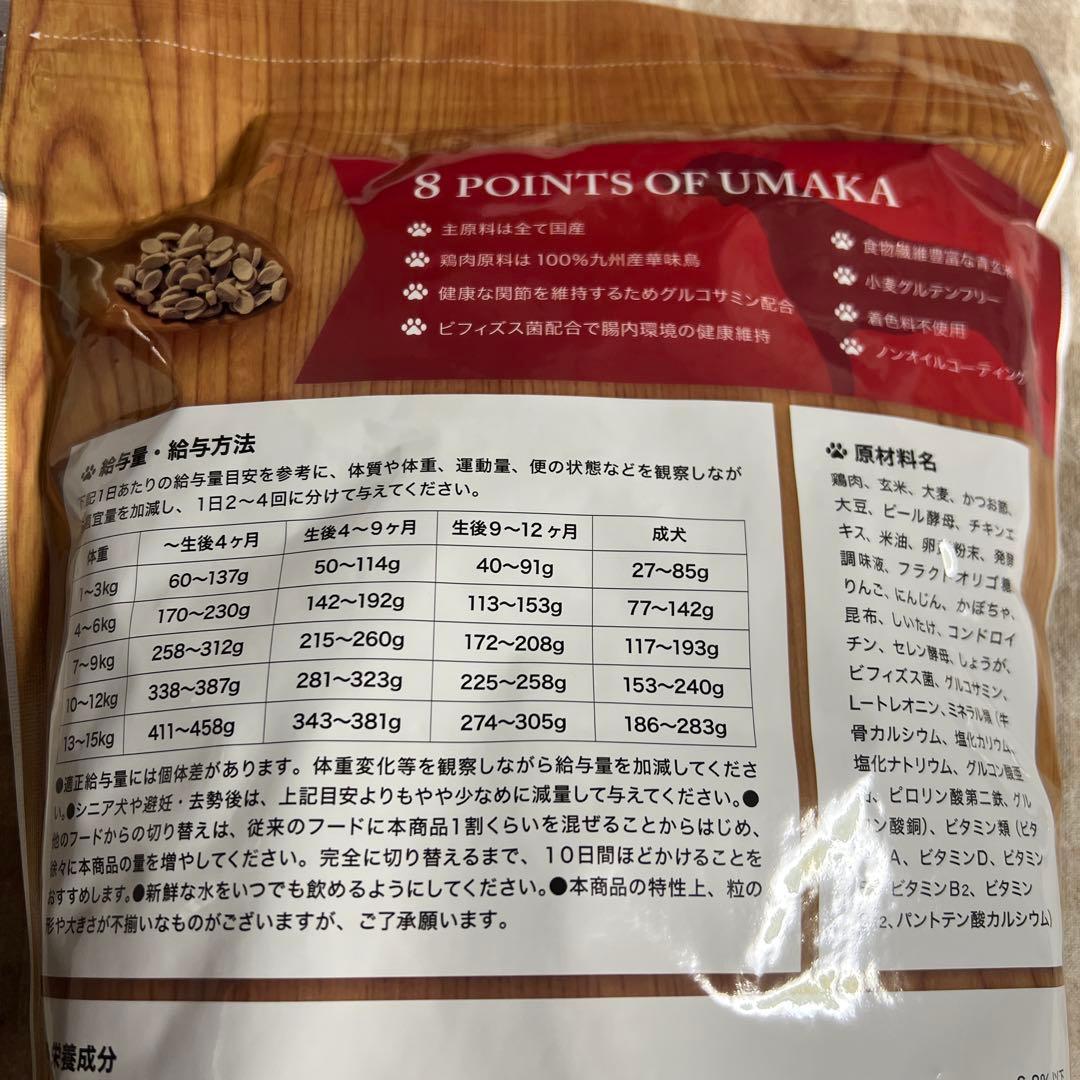 8 POINTS OF UMAKA
主原料は全て国産
鶏肉原料は100%九州産華味鳥
健康な関節を維持するためグルコサミン配合
ビフィズス菌配合で腸内環境の健康維持
食物繊維豊富な青玄米
小麦グルテンフリー
着色料不使用
ノンオイルコーティング
給与量・給与方法
下記1日あたりの給与量目安を参考に、体質や体重、運動量、便の状態などを観察しなが
適宜量を加減し、1日2〜4回に分けて与えてください。
体重 〜生後4ヶ月 生後4〜9ヶ月 生後9〜12ヶ月 成犬
1〜3kg 60〜137g 50〜114g 40〜91g 27〜85g
4〜6kg 170〜230g 142〜192g 113〜153g 77〜142g
7〜9kg 258〜312g 215〜260g 172〜208g 117〜193g
10〜12kg 338〜387g 281〜323g 225〜258g 153〜240g
13〜15kg 411〜458g 343〜381g 274〜305g 186〜283g
●適正給与量には個体差があります。体重変化等を観察しながら給与量を加減してくださ
い。●シニア犬や避妊・去勢後は、上記目安よりもやや少なめに減量して与えてください。●
他のフードからの切り替えは、従来のフードに本商品1割くらいを混ぜることからはじめ、
徐々に本商品の量を増やしてください。完全に切り替えるまで、10日間ほどかけることを
おすすめします。●新鮮な水をいつでも飲めるようにしてください。●本商品の特性上、粒の
形や大きさが不揃いなものがございますが、ご了承願います。
原材料名
鶏肉、玄米、大麦、かつお節、
大豆、ビール酵母、チキンエ
キス、米油、卵 粉末、発酵
調味液、フラクトオリゴ糖、
りんご、にんじん、かぼちゃ、
昆布、しいたけ、コンドロイ
チン、セレン酵母、しょうが、
ビフィズス菌、グルコサミン、
L-トレオニン、ミネラル類（牛
骨カルシウム、塩化カリウム、
塩化ナトリウム、グルコン酸亜
、ピロリン酸第二鉄、グル
ン酸銅）、ビタミン類（ビタ
A、ビタミンD、ビタミン
ビタミンB2、ビタミン
2、パントテン酸カルシウム）
栄養成分
%以下